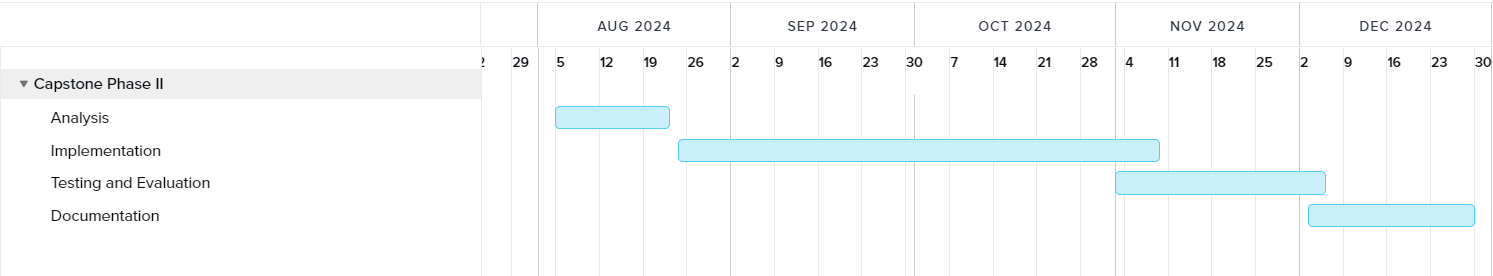 AUG 2024 SEP 2024 OCT 2024 NOV 2024 DEC 2024
2 29 5 12 19 26 2 9 16 23 30 7 14 21 28 4 11 18 25 2 9 16 23 30
Capstone Phase II
Analysis
Implementation
Testing and Evaluation
Documentation